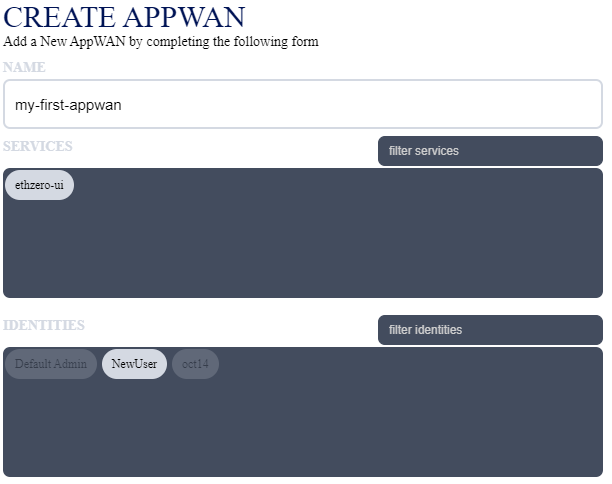 CREATE APPWAN
Add a New AppWAN by completing the following form
NAME
my-first-appwan
SERVICES
filter services
ethzero-ui
IDENTITIES
filter identities
Default Admin NewUser oct14